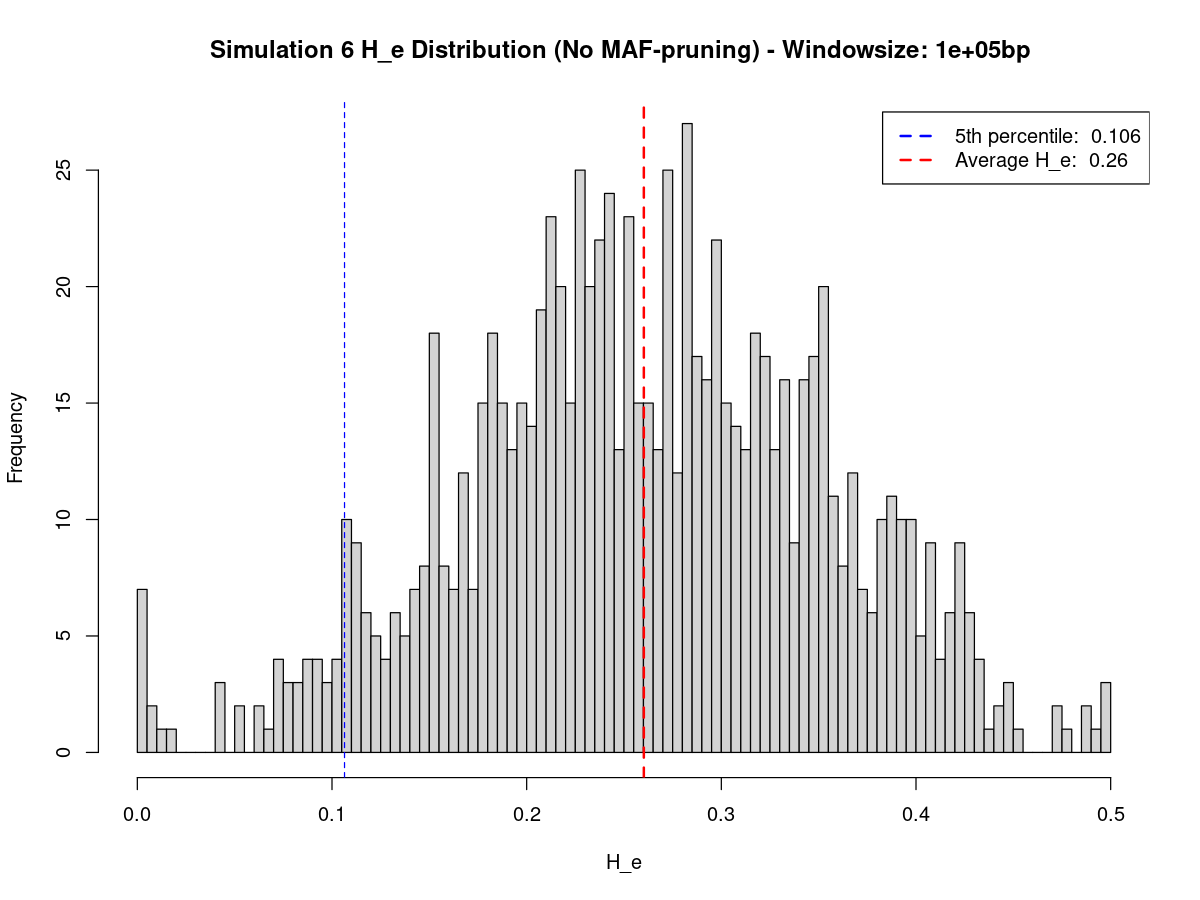 Simulation 6 H_e Distribution (No MAF-pruning) - Windowsize: 1e+05bp
5th percentile: 0.106
Average H_e: 0.26
Frequency
25
20
15
10
5
0
0.0 0.1 0.2 0.3 0.4 0.5
H_e